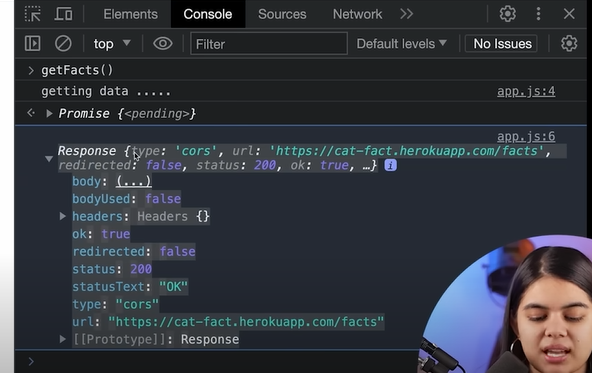 Elements Console Sources Network
top Filter Default levels No Issues
getFacts()
getting data ..... app.js:4
Promise {<pending>}
app.js:6
Response {type: 'cors', url: 'https://cat-fact.herokuapp.com/facts',
redirected: false, status: 200, ok: true, …} i
body: (...)
bodyUsed: false
headers: Headers {}
ok: true
redirected: false
status: 200
statusText: "OK"
type: "cors"
url: "https://cat-fact.herokuapp.com/facts"
[[Prototype]]: Response